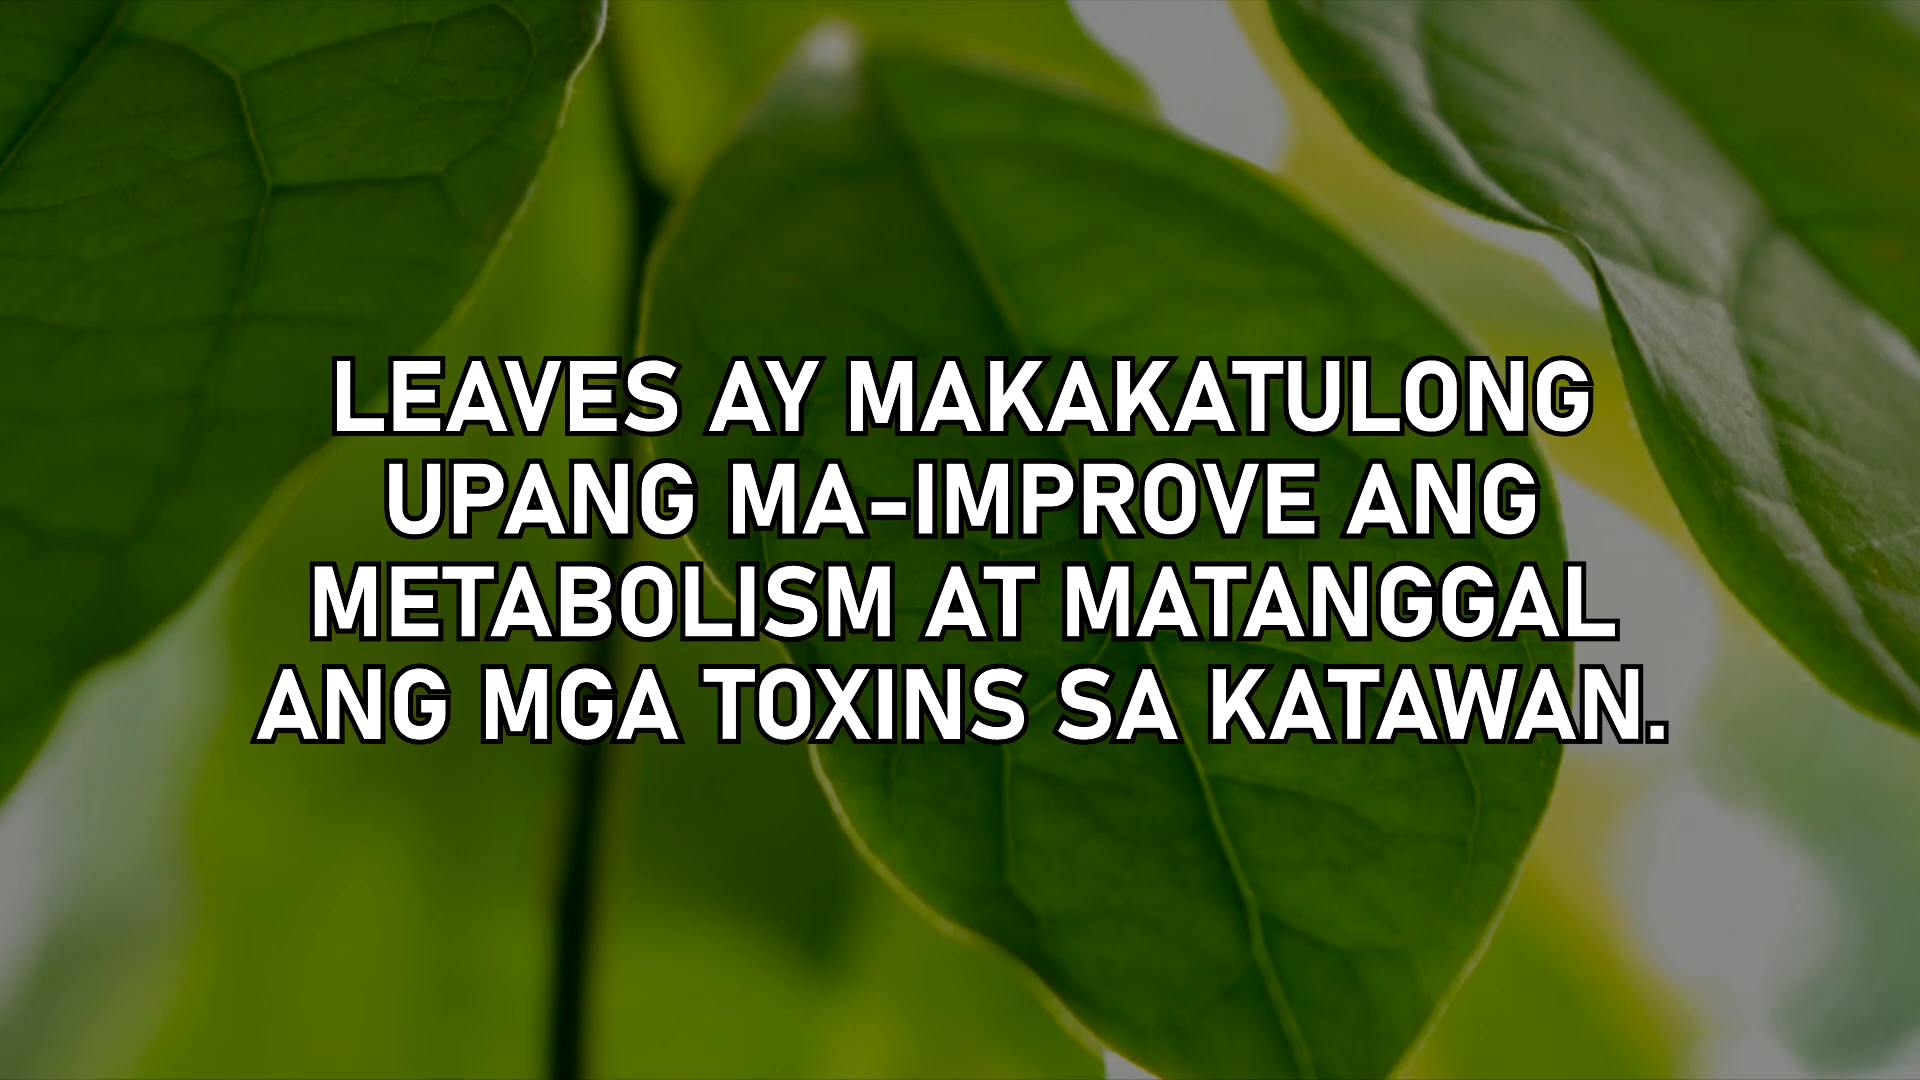 LEAVES AY MAKAKATULONG
UPANG MA-IMPROVE ANG
METABOLISM AT MATANGGAL
ANG MGA TOXINS SA KATAWAN.